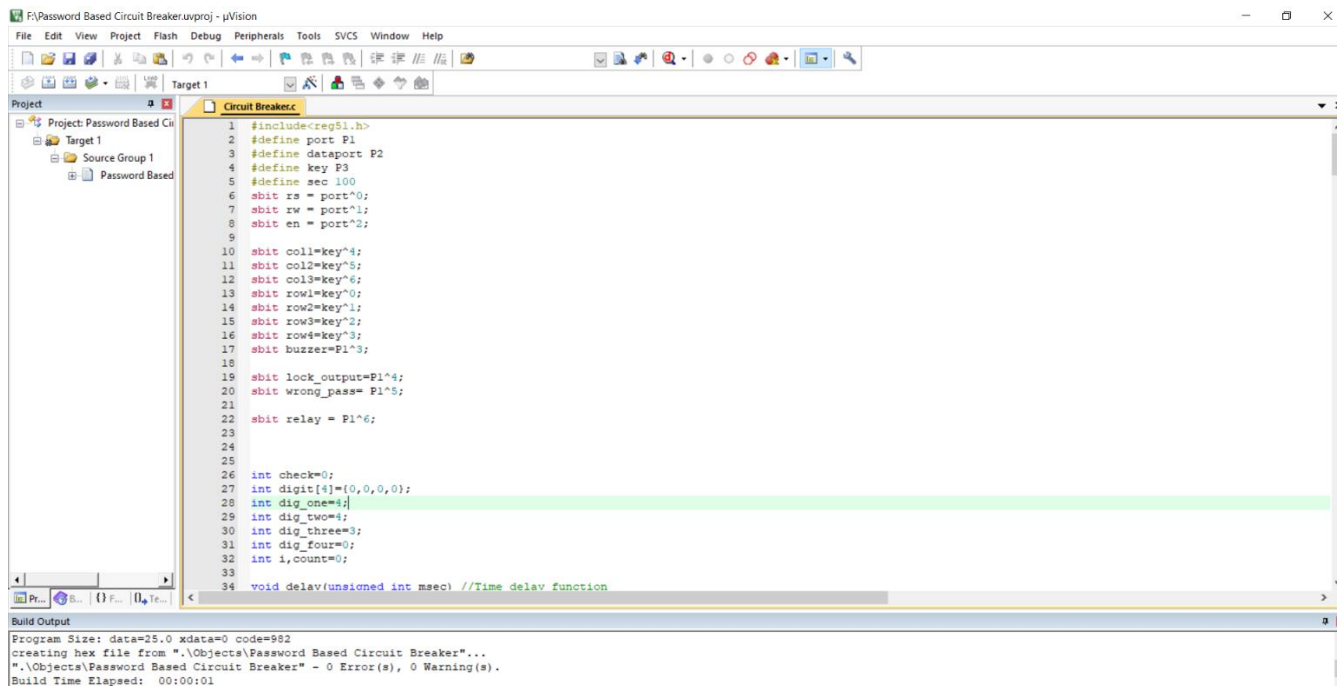 F:\Password Based Circuit Breaker.uvproj - µVision
File Edit View Project Flash Debug Peripherals Tools SVCS Window Help
LOAD Target 1
Project
Circuit Breaker.c
Project: Password Based Cir
Target 1
Source Group 1
Password Based
1 #include<reg51.h>
2 #define port P1
3 #define dataport P2
4 #define key P3
5 #define sec 100
6 sbit rs = port^0;
7 sbit rw = port^1;
8 sbit en = port^2;
9
10 sbit col1=key^4;
11 sbit col2=key^5;
12 sbit col3=key^6;
13 sbit row1=key^0;
14 sbit row2=key^1;
15 sbit row3=key^2;
16 sbit row4=key^3;
17 sbit buzzer=P1^3;
18
19 sbit lock_output=P1^4;
20 sbit wrong_pass= P1^5;
21
22 sbit relay = P1^6;
23
24
25
26 int check=0;
27 int digit[4]={0,0,0,0};
28 int dig_one=4;
29 int dig_two=4;
30 int dig_three=3;
31 int dig_four=0;
32 int i,count=0;
33
34 void delay(unsigned int msec) //Time delay function
Pr... B... {} F... Te...
Build Output
Program Size: data=25.0 xdata=0 code=982
creating hex file from ".\Objects\Password Based Circuit Breaker"...
".\Objects\Password Based Circuit Breaker" - 0 Error(s), 0 Warning(s).
Build Time Elapsed: 00:00:01